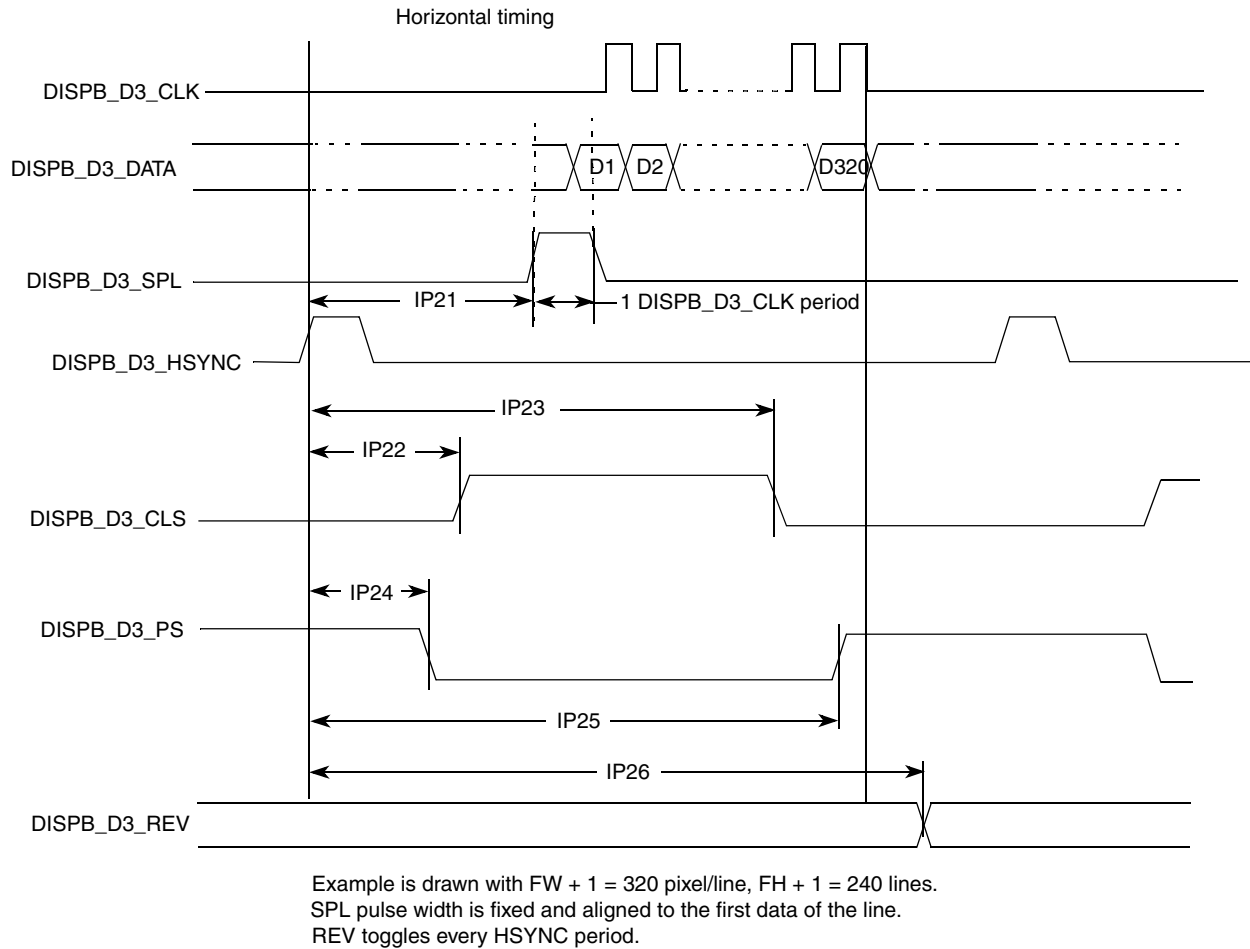 Horizontal timing
DISPB_D3_CLK
DISPB_D3_DATA
D1
D2
D320
DISPB_D3_SPL
IP21
1 DISPB_D3_CLK period
DISPB_D3_HSYNC
IP23
IP22
DISPB_D3_CLS
IP24
DISPB_D3_PS
IP25
IP26
DISPB_D3_REV
Example is drawn with FW + 1 = 320 pixel/line, FH + 1 = 240 lines.
SPL pulse width is fixed and aligned to the first data of the line.
REV toggles every HSYNC period.